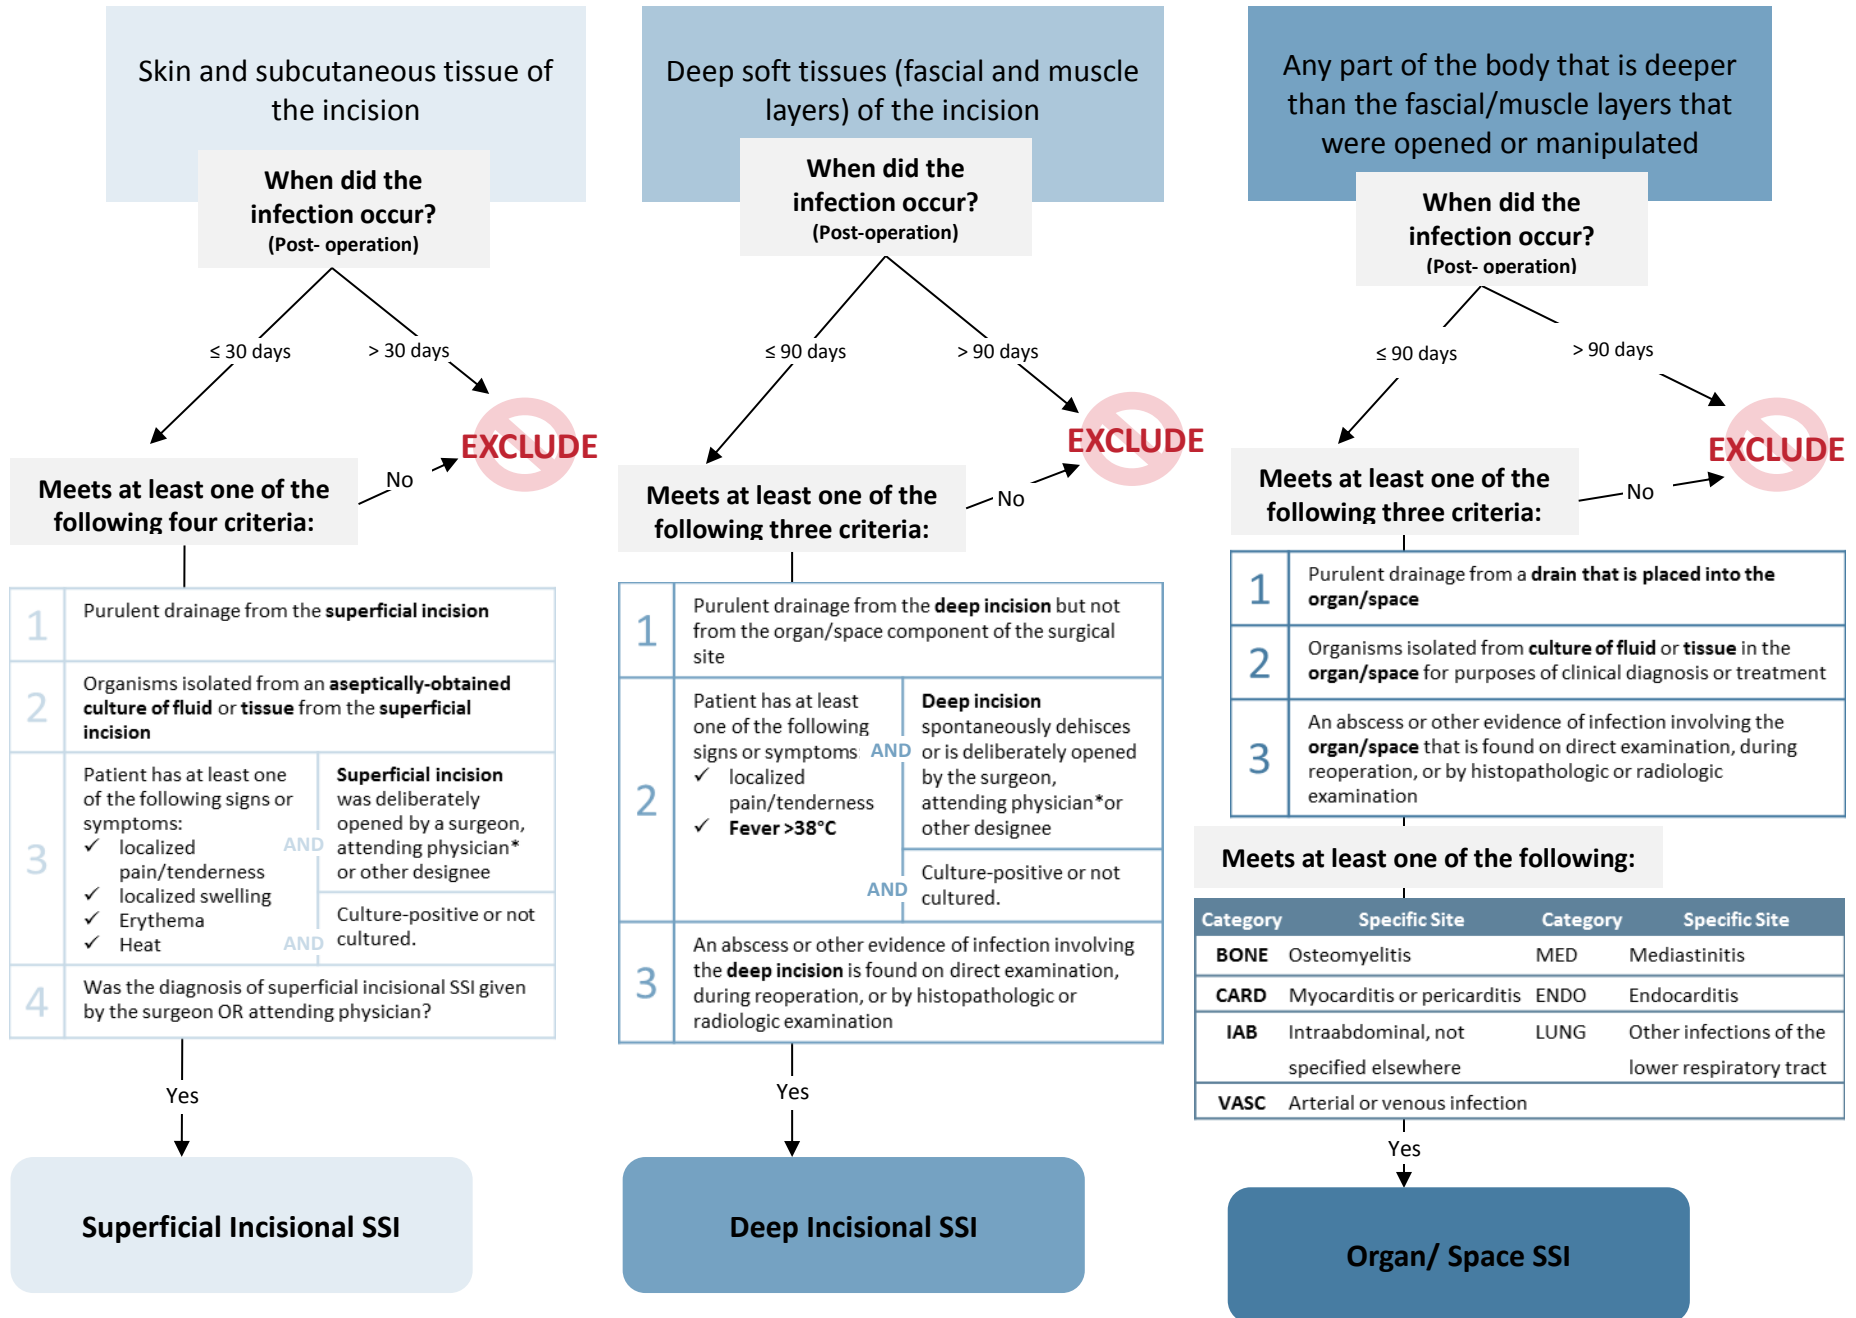 Skin and subcutaneous tissue of
the incision
When did the
infection occur?
(Post- operation)
≤ 30 days
> 30 days
EXCLUDE
No
Meets at least one of the
following four criteria:
1
Purulent drainage from the superficial incision
2
Organisms isolated from an aseptically-obtained
culture of fluid or tissue from the superficial
incision
3
Patient has at least one
of the following signs or
symptoms:
✓ localized
pain/tenderness
✓ localized swelling
✓ Erythema
✓ Heat
AND
Superficial incision
was deliberately
opened by a surgeon,
attending physician*
or other designee
AND
Culture-positive or not
cultured.
4
Was the diagnosis of superficial incisional SSI given
by the surgeon OR attending physician?
Yes
Superficial Incisional SSI
Deep soft tissues (fascial and muscle
layers) of the incision
When did the
infection occur?
(Post-operation)
≤ 90 days
> 90 days
EXCLUDE
No
Meets at least one of the
following three criteria:
1
Purulent drainage from the deep incision but not
from the organ/space component of the surgical
site
2
Patient has at least
one of the following
signs or symptoms:
✓ localized
pain/tenderness
✓ Fever >38°C
AND
Deep incision
spontaneously dehisces
or is deliberately opened
by the surgeon,
attending physician*or
other designee
AND
Culture-positive or not
cultured.
3
An abscess or other evidence of infection involving
the deep incision is found on direct examination,
during reoperation, or by histopathologic or
radiologic examination
Yes
Deep Incisional SSI
Any part of the body that is deeper
than the fascial/muscle layers that
were opened or manipulated
When did the
infection occur?
(Post- operation)
≤ 90 days
> 90 days
EXCLUDE
No
Meets at least one of the
following three criteria:
1
Purulent drainage from a drain that is placed into the
organ/space
2
Organisms isolated from culture of fluid or tissue in the
organ/space for purposes of clinical diagnosis or treatment
3
An abscess or other evidence of infection involving the
organ/space that is found on direct examination, during
reoperation, or by histopathologic or radiologic
examination
Meets at least one of the following:
Category Specific Site Category Specific Site
BONE Osteomyelitis MED Mediastinitis
CARD Myocarditis or pericarditis ENDO Endocarditis
IAB Intraabdominal, not LUNG Other infections of the
specified elsewhere lower respiratory tract
VASC Arterial or venous infection
Yes
Organ/ Space SSI